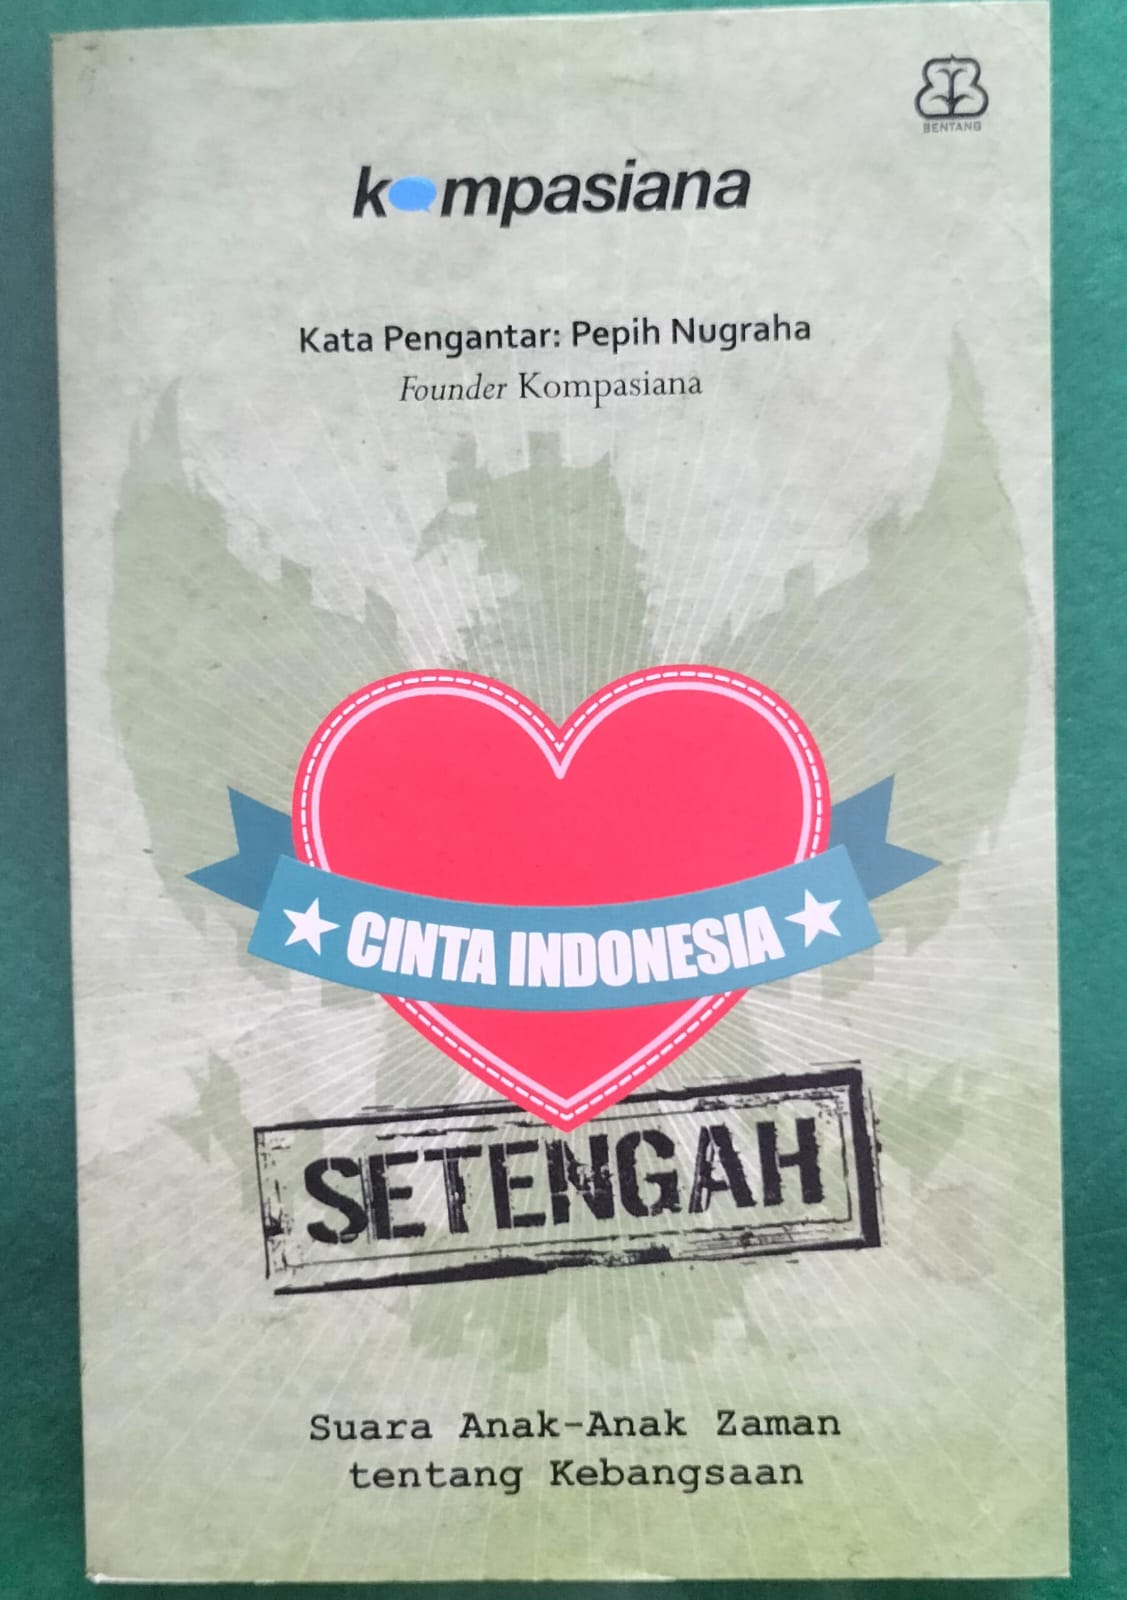 BENTANG
kompasiana
Kata Pengantar: Pepih Nugraha
Founder Kompasiana
CINTA INDONESIA
SETENGAH
Suara Anak-Anak Zaman
tentang Kebangsaan